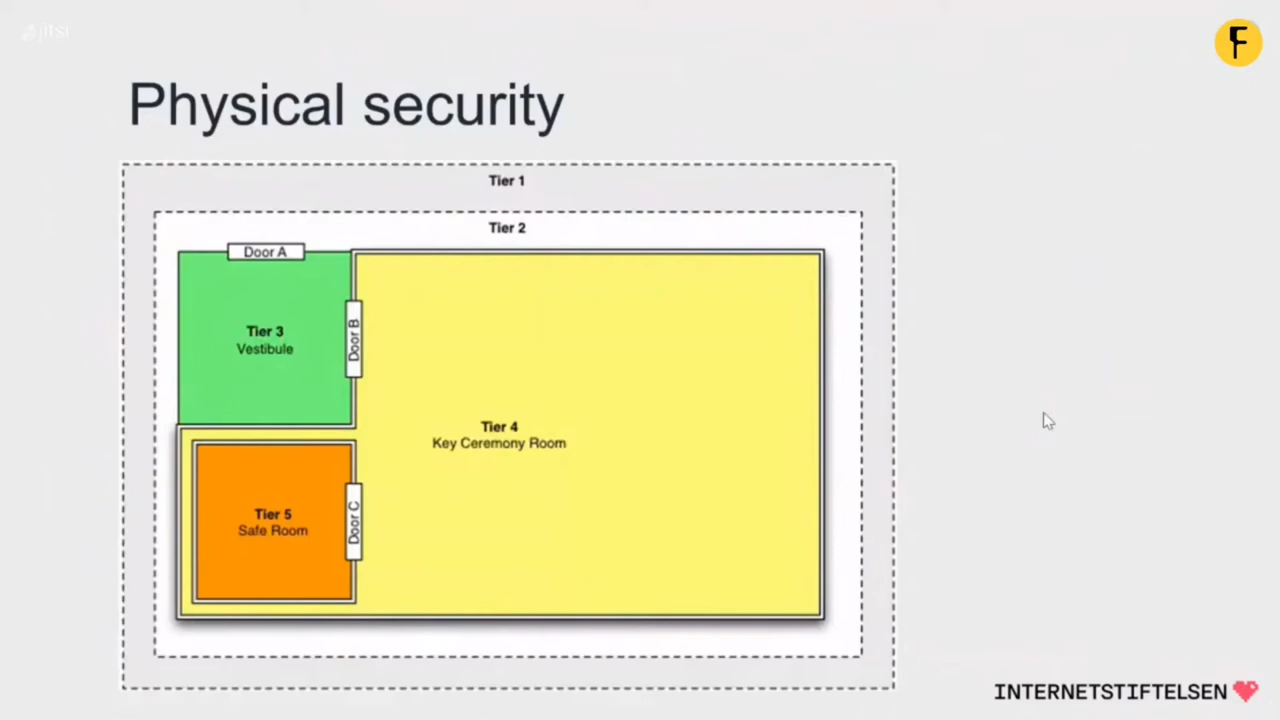 jitsi
F
Physical security
Tier 1
Tier 2
Door A
Tier 3
Vestibule
Door B
Tier 4
Key Ceremony Room
Tier 5
Safe Room
Door C
INTERNETSTIFTELSEN